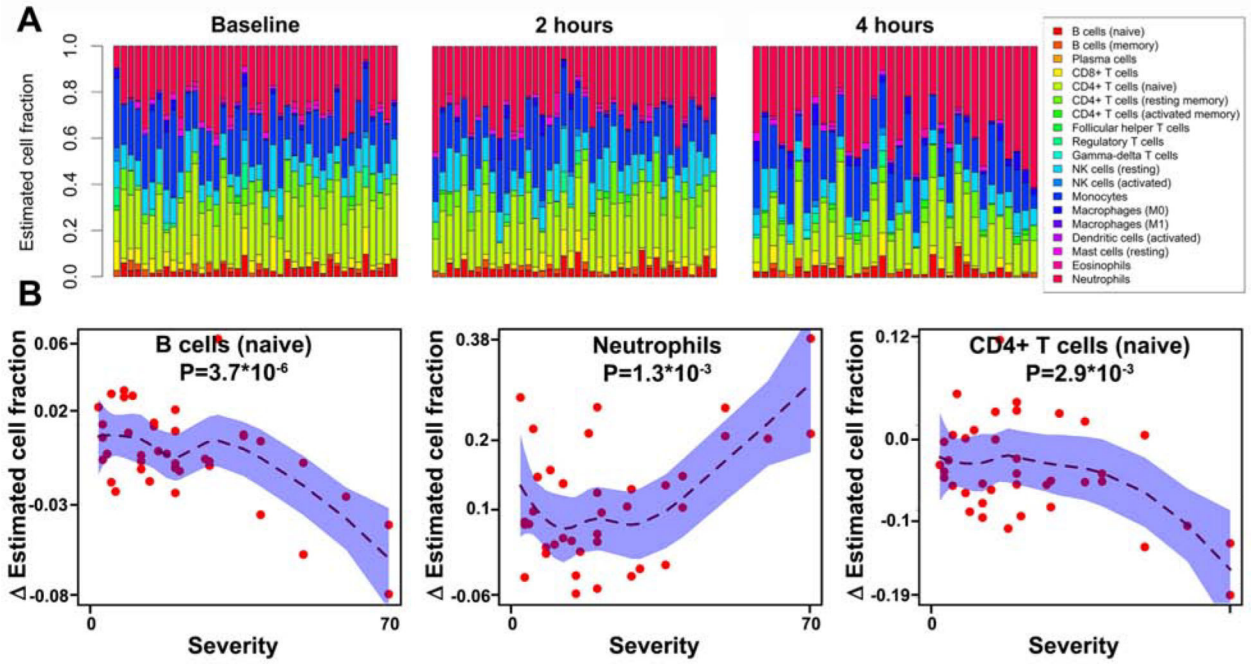 A
Baseline
2 hours
4 hours
Estimated cell fraction
1.0
0.8
0.6
0.4
0.2
0.0
B cells (naive)
B cells (memory)
Plasma cells
CD8+ T cells
CD4+ T cells (naive)
CD4+ T cells (resting memory)
CD4+ T cells (activated memory)
Follicular helper T cells
Regulatory T cells
Gamma-delta T cells
NK cells (resting)
NK cells (activated)
Monocytes
Macrophages (M0)
Macrophages (M1)
Dendritic cells (activated)
Mast cells (resting)
Eosinophils
Neutrophils
B
Δ Estimated cell fraction
0.06
0.02
-0.03
-0.08
B cells (naive)
P=3.7*10-6
0
70
Severity
Δ Estimated cell fraction
0.38
0.2
0.1
-0.06
Neutrophils
P=1.3*10-3
0
70
Severity
Δ Estimated cell fraction
0.12
0.0
-0.1
-0.19
CD4+ T cells (naive)
P=2.9*10-3
0
70
Severity